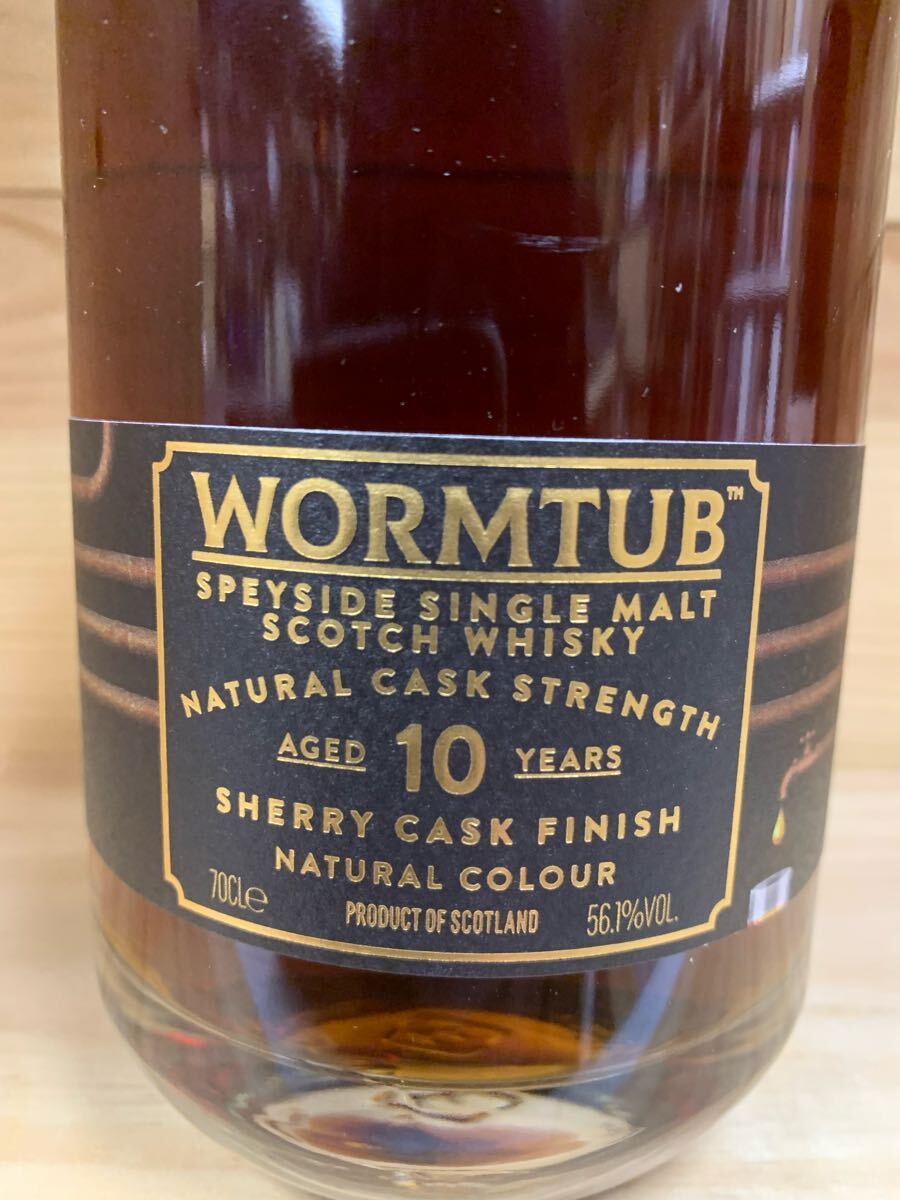 WORMTUB™
SPEYSIDE SINGLE MALT
SCOTCH WHISKY
NATURAL CASK STRENGTH
AGED 10 YEARS
SHERRY CASK FINISH
NATURAL COLOUR
70CL℮ PRODUCT OF SCOTLAND 56.1%VOL.